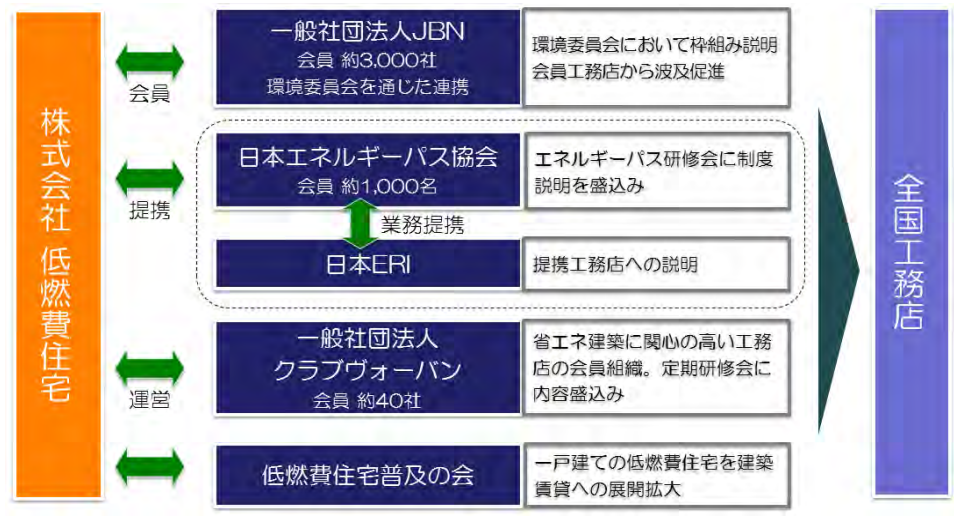 株式会社 低燃費住宅
会員
一般社団法人JBN
会員 約3,000社
環境委員会を通じた連携
環境委員会において枠組み説明
会員工務店から波及促進
提携
日本エネルギーパス協会
会員 約1,000名
エネルギーパス研修会に制度
説明を盛込み
業務提携
日本ERI
提携工務店への説明
運営
一般社団法人
クラブヴォーバン
会員 約40社
省エネ建築に関心の高い工務
店の会員組織。定期研修会に
内容盛込み
低燃費住宅普及の会
一戸建ての低燃費住宅を建築
賃貸への展開拡大
全国工務店